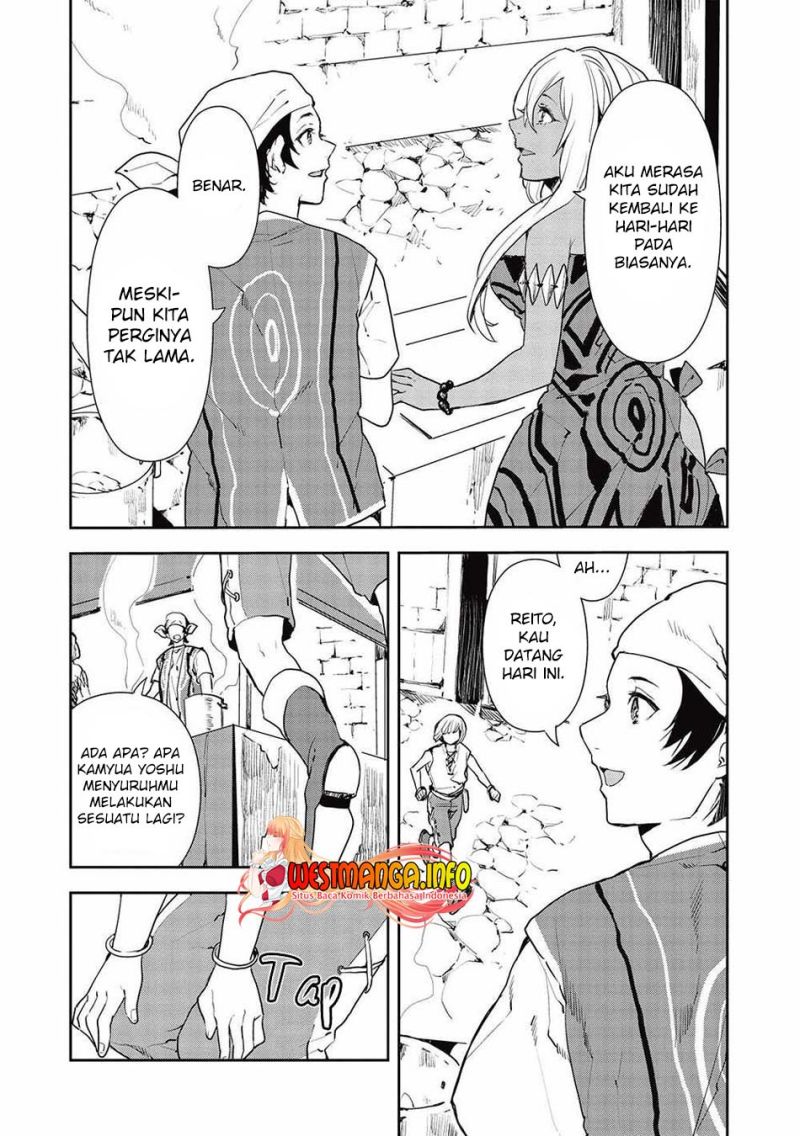 AKU MERASA
KITA SUDAH
KEMBALI KE
HARI-HARI
PADA
BIASANYA.
BENAR.
MESKI-
PUN KITA
PERGINYA
TAK LAMA.
AH...
REITO,
KAU
DATANG
HARI INI.
ADA APA? APA
KAMYUA YOSHU
MENYURUHMU
MELAKUKAN
SESUATU LAGI?
WESTMANGA.INFO
Situs Baca Komik Berbahasa Indonesia
Tap